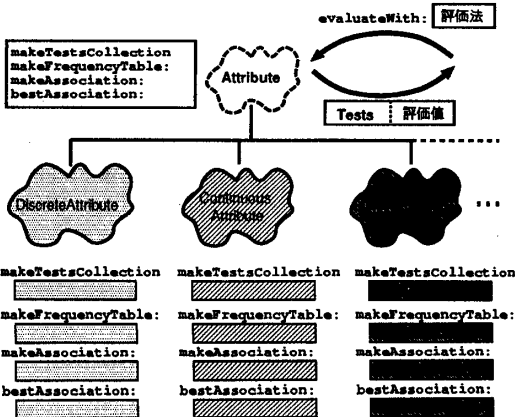 evaluateWith: 評価法
makeTestsCollection
makeFrequencyTable:
makeAssociation:
bestAssociation:
Attribute
Tests 評価値
DiscreteAttribute
Continuous
Attribute
...
makeTestsCollection makeTestsCollection makeTestsCollection
makeFrequencyTable: makeFrequencyTable: makeFrequencyTable:
makeAssociation: makeAssociation: makeAssociation:
bestAssociation: bestAssociation: bestAssociation: